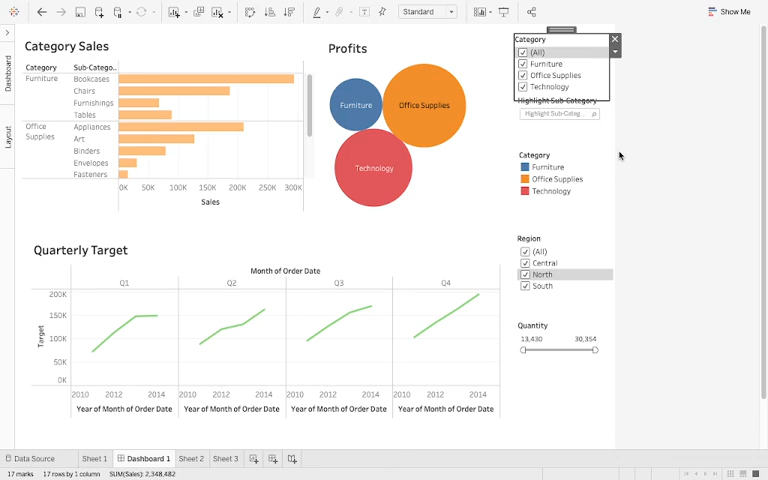 Standard
Show Me
Dashboard
Layout
Category Sales
Category
Sub-Catego..
Furniture
Bookcases
Chairs
Furnishings
Tables
Office
Supplies
Appliances
Art
Binders
Envelopes
Fasteners
0K 50K 100K 150K 200K 250K 300K
Sales
Profits
Furniture
Office Supplies
Technology
Category
(All)
Furniture
Office Supplies
Technology
Highlight Sub-Category
Highlight Sub-Categ...
Category
Furniture
Office Supplies
Technology
Region
(All)
Central
North
South
Quantity
13,430 30,354
Quarterly Target
Month of Order Date
Q1 Q2 Q3 Q4
200K
150K
100K
50K
0K
Target
2010 2012 2014 2010 2012 2014 2010 2012 2014 2010 2012 2014
Year of Month of Order Date Year of Month of Order Date Year of Month of Order Date Year of Month of Order Date
Data Source Sheet 1 Dashboard 1 Sheet 2 Sheet 3
17 marks 17 rows by 1 column SUM(Sales): 2,348,482